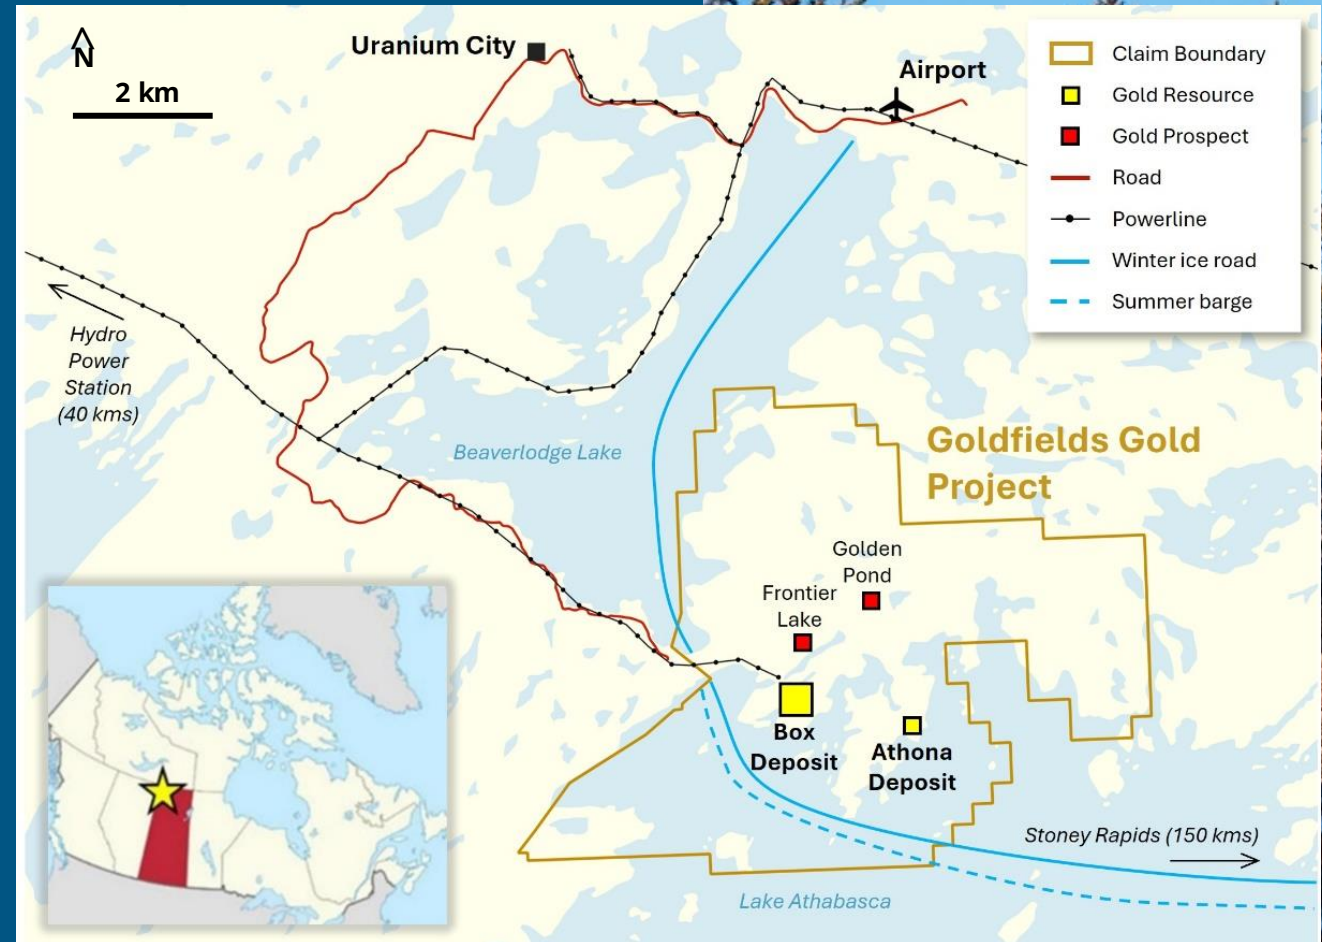 N
2 km
Uranium City
Airport
Claim Boundary
Gold Resource
Gold Prospect
Road
Powerline
Winter ice road
Summer barge
Hydro
Power
Station
(40 kms)
Beaverlodge Lake
Goldfields Gold
Project
Golden
Pond
Frontier
Lake
Box
Deposit
Athona
Deposit
Stoney Rapids (150 kms)
Lake Athabasca